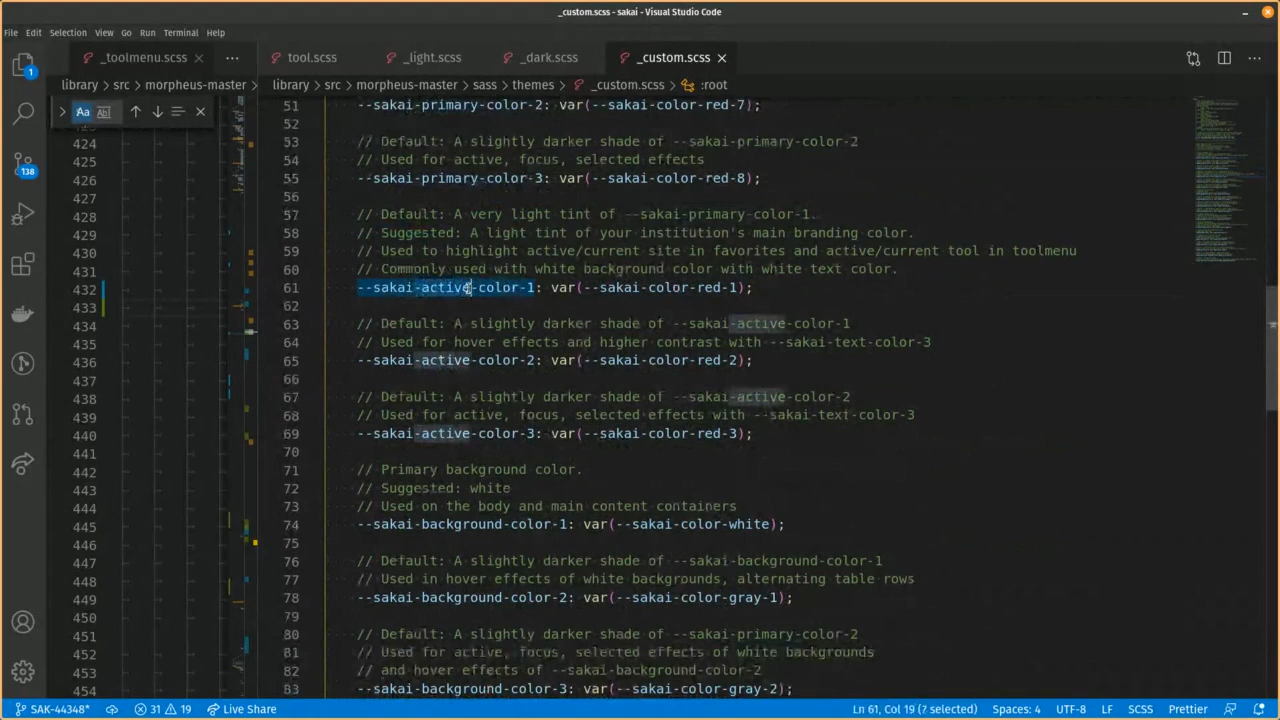 _custom.scss - sakai - Visual Studio Code
File Edit Selection View Go Run Terminal Help
_toolmenu.scss tool.scss _light.scss _dark.scss _custom.scss
library > src > morpheus-master > library > src > morpheus-master > sass > themes > _custom.scss > :root
Aa Abl
1
138
424
425
426
427
428
429
430
431
432
433
434
435
436
437
438
439
440
441
442
443
444
445
446
447
448
449
450
451
452
453
454
51 --sakai-primary-color-2: var(--sakai-color-red-7);
52
53 // Default: A slightly darker shade of --sakai-primary-color-2
54 // Used for active, focus, selected effects
55 --sakai-primary-color-3: var(--sakai-color-red-8);
56
57 // Default: A very light tint of --sakai-primary-color-1.
58 // Suggested: A light tint of your institution's main branding color.
59 // Used to highlight active/current site in favorites and active/current tool in toolmenu
60 // Commonly used with white background color with white text color.
61 --sakai-active-color-1: var(--sakai-color-red-1);
62
63 // Default: A slightly darker shade of --sakai-active-color-1
64 // Used for hover effects and higher contrast with --sakai-text-color-3
65 --sakai-active-color-2: var(--sakai-color-red-2);
66
67 // Default: A slightly darker shade of --sakai-active-color-2
68 // Used for active, focus, selected effects with --sakai-text-color-3
69 --sakai-active-color-3: var(--sakai-color-red-3);
70
71 // Primary background color.
72 // Suggested: white
73 // Used on the body and main content containers
74 --sakai-background-color-1: var(--sakai-color-white);
75
76 // Default: A slightly darker shade of --sakai-background-color-1
77 // Used in hover effects of white backgrounds, alternating table rows
78 --sakai-background-color-2: var(--sakai-color-gray-1);
79
80 // Default: A slightly darker shade of --sakai-primary-color-2
81 // Used for active, focus, selected effects of white backgrounds
82 // and hover effects of --sakai-background-color-2
83 --sakai-background-color-3: var(--sakai-color-gray-2);
SAK-44348* 31 19 Live Share Ln 61, Col 19 (7 selected) Spaces: 4 UTF-8 LF SCSS Prettier